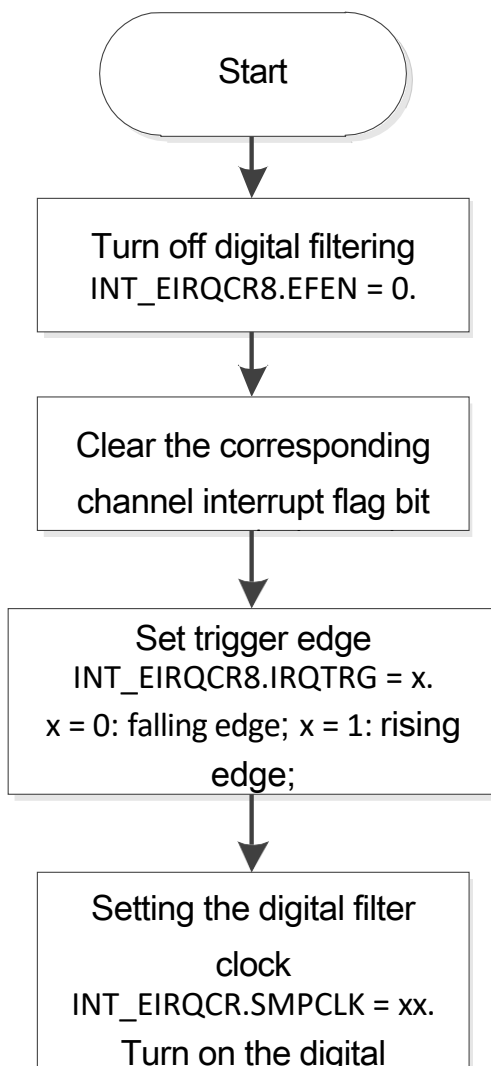 Start
Turn off digital filtering
INT_EIRQCR8.EFEN = 0.
Clear the corresponding
channel interrupt flag bit
Set trigger edge
INT_EIRQCR8.IRQTRG = x.
x = 0: falling edge; x = 1: rising
edge;
Setting the digital filter
clock
INT_EIRQCR.SMPCLK = xx.
Turn on the digital